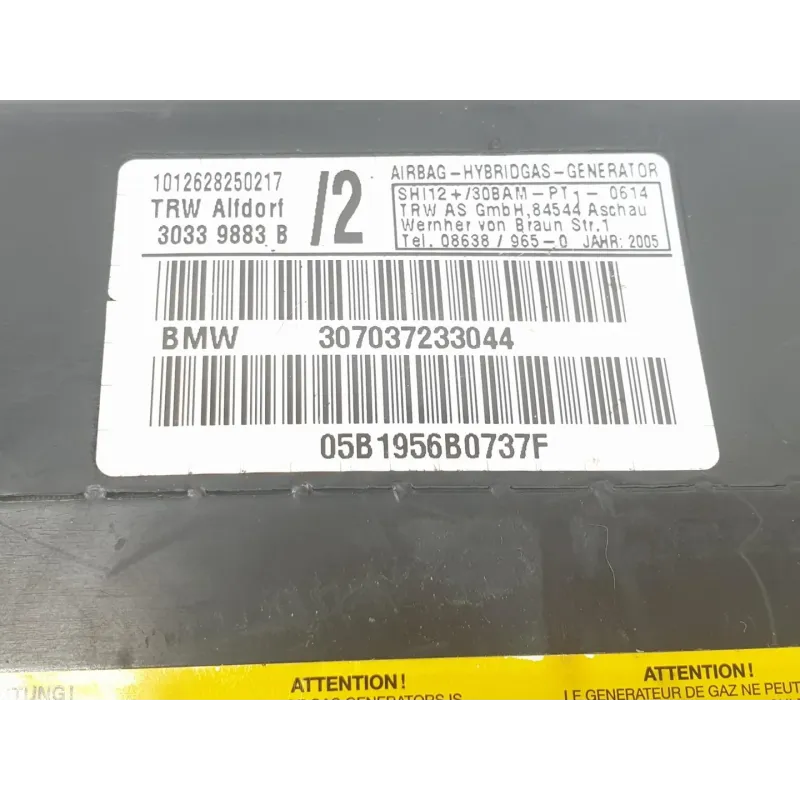 1012628250217
TRW Alfdorf
3033 9883 B
/2
AIRBAG-HYBRIDGAS-GENERATOR
SHI12+/30BAM-PT1-0614
TRW AS GmbH,84544 Aschau
Wernher von Braun Str.1
Tel. 08638/965-0 JAHR: 2005
BMW 307037233044
05B1956B0737F
ATTENTION!
GENERATORS IS
ATTENTION!
LE GENERATEUR DE GAZ NE PEUT